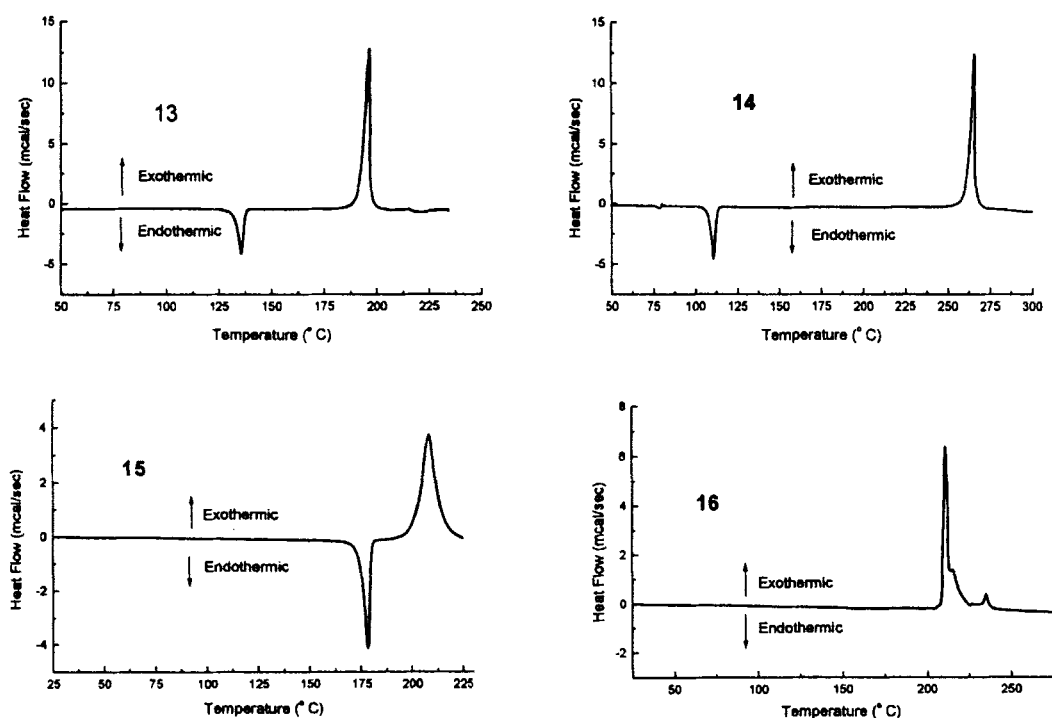 15
10
5
0
-5
Heat Flow (mcal/sec)
13
Exothermic
Endothermic
50 75 100 125 150 175 200 225 250
Temperature (° C)
15
10
5
0
-5
Heat Flow (mcal/sec)
14
Exothermic
Endothermic
50 75 100 125 150 175 200 225 250 275 300
Temperature (° C)
4
2
0
-2
-4
Heat Flow (mcal/sec)
15
Exothermic
Endothermic
25 50 75 100 125 150 175 200 225
Temperature (° C)
8
6
4
2
0
-2
Heat Flow (mcal/sec)
16
Exothermic
Endothermic
50 100 150 200 250
Temperature (° C)